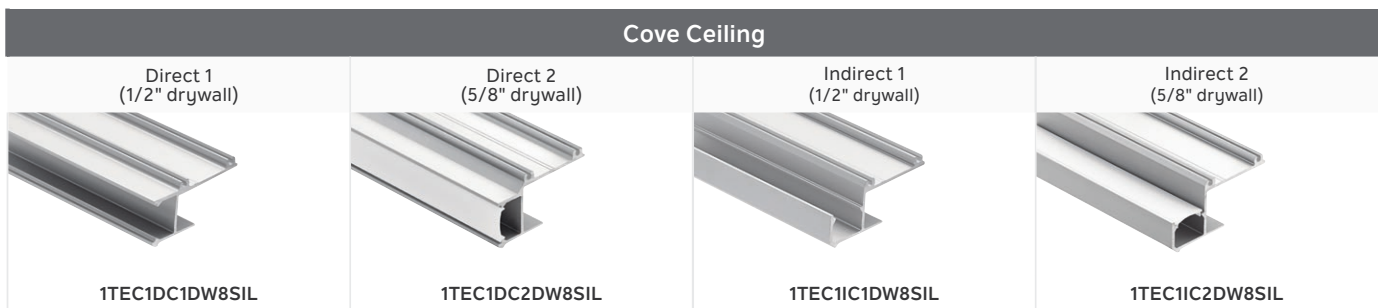 Cove Ceiling
Direct 1
(1/2" drywall)
Direct 2
(5/8" drywall)
Indirect 1
(1/2" drywall)
Indirect 2
(5/8" drywall)
1TEC1DC1DW8SIL
1TEC1DC2DW8SIL
1TEC1IC1DW8SIL
1TEC1IC2DW8SIL